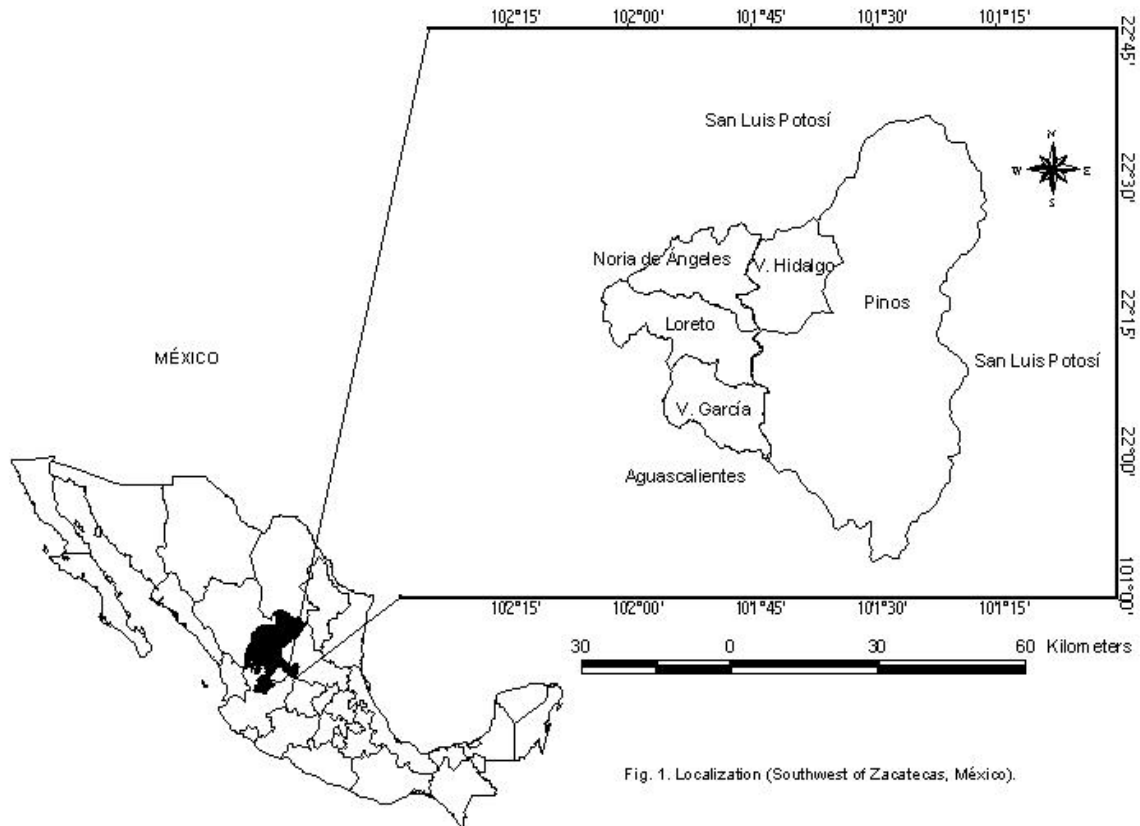 102°15' 102°00' 101°45' 101°30' 101°15'
22°45'
San Luis Potosí
N
W E
S
22°30'
Noria de Ángeles
V. Hidalgo
Pinos
22°15'
Loreto
MÉXICO
San Luis Potosí
V. García
22°00'
Aguascalientes
101°00'
102°15' 102°00' 101°45' 101°30' 101°15'
30 0 30 60 Kilometers
Fig. 1. Localization (Southwest of Zacatecas, México).